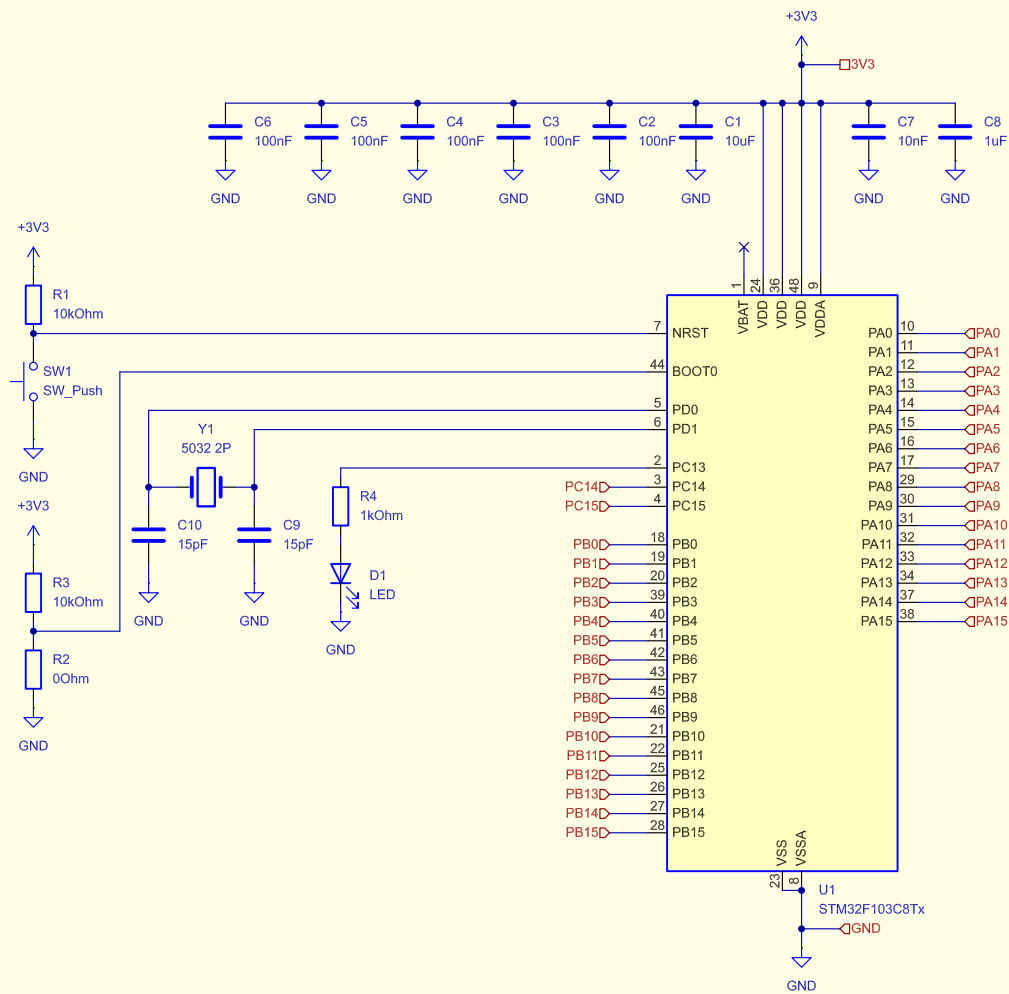 +3V3
3V3
C6
100nF
C5
100nF
C4
100nF
C3
100nF
C2
100nF
C1
10uF
C7
10nF
C8
1uF
GND
GND
GND
GND
GND
GND
GND
GND
+3V3
R1
10kOhm
SW1
SW_Push
GND
+3V3
R3
10kOhm
R2
0Ohm
GND
Y1
5032 2P
C10
15pF
C9
15pF
GND
GND
R4
1kOhm
D1
LED
GND
1 VBAT
24 VDD
36 VDD
48 VDD
9 VDDA
7 NRST
44 BOOT0
5 PD0
6 PD1
2 PC13
PC14 3 PC14
PC15 4 PC15
PB0 18 PB0
PB1 19 PB1
PB2 20 PB2
PB3 39 PB3
PB4 40 PB4
PB5 41 PB5
PB6 42 PB6
PB7 43 PB7
PB8 45 PB8
PB9 46 PB9
PB10 21 PB10
PB11 22 PB11
PB12 25 PB12
PB13 26 PB13
PB14 27 PB14
PB15 28 PB15
PA0 10 PA0
PA1 11 PA1
PA2 12 PA2
PA3 13 PA3
PA4 14 PA4
PA5 15 PA5
PA6 16 PA6
PA7 17 PA7
PA8 29 PA8
PA9 30 PA9
PA10 31 PA10
PA11 32 PA11
PA12 33 PA12
PA13 34 PA13
PA14 37 PA14
PA15 38 PA15
VSS 23
VSSA 8
U1
STM32F103C8Tx
GND
GND